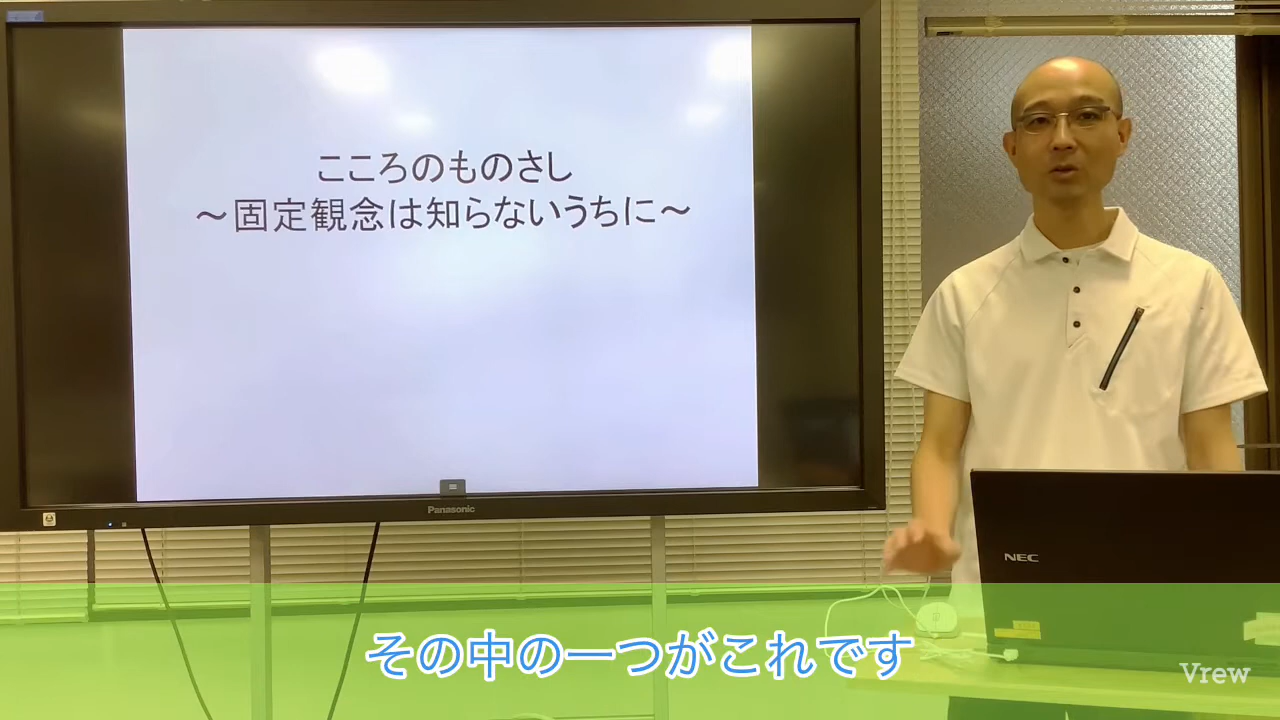 こころのものさし
～固定観念は知らないうちに～
Panasonic
NEC
その中の一つがこれです
Vrew